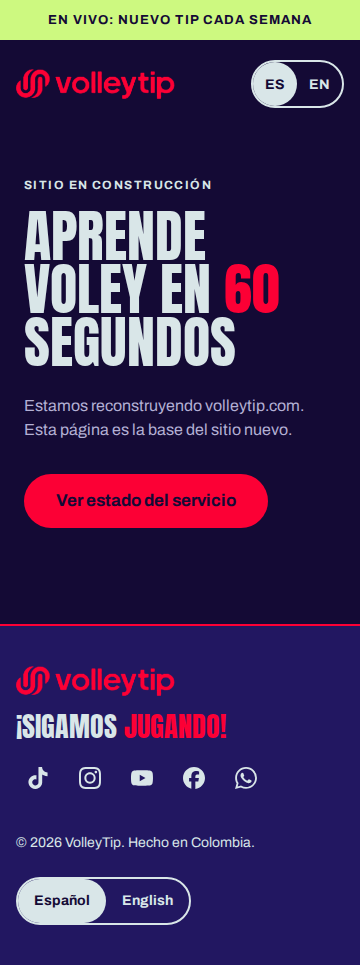 EN VIVO: NUEVO TIP CADA SEMANA
volleytip
ES EN
SITIO EN CONSTRUCCIÓN
APRENDE
VOLEY EN 60
SEGUNDOS
Estamos reconstruyendo volleytip.com.
Esta página es la base del sitio nuevo.
Ver estado del servicio
volleytip
¡SIGAMOS JUGANDO!
© 2026 VolleyTip. Hecho en Colombia.
Español English